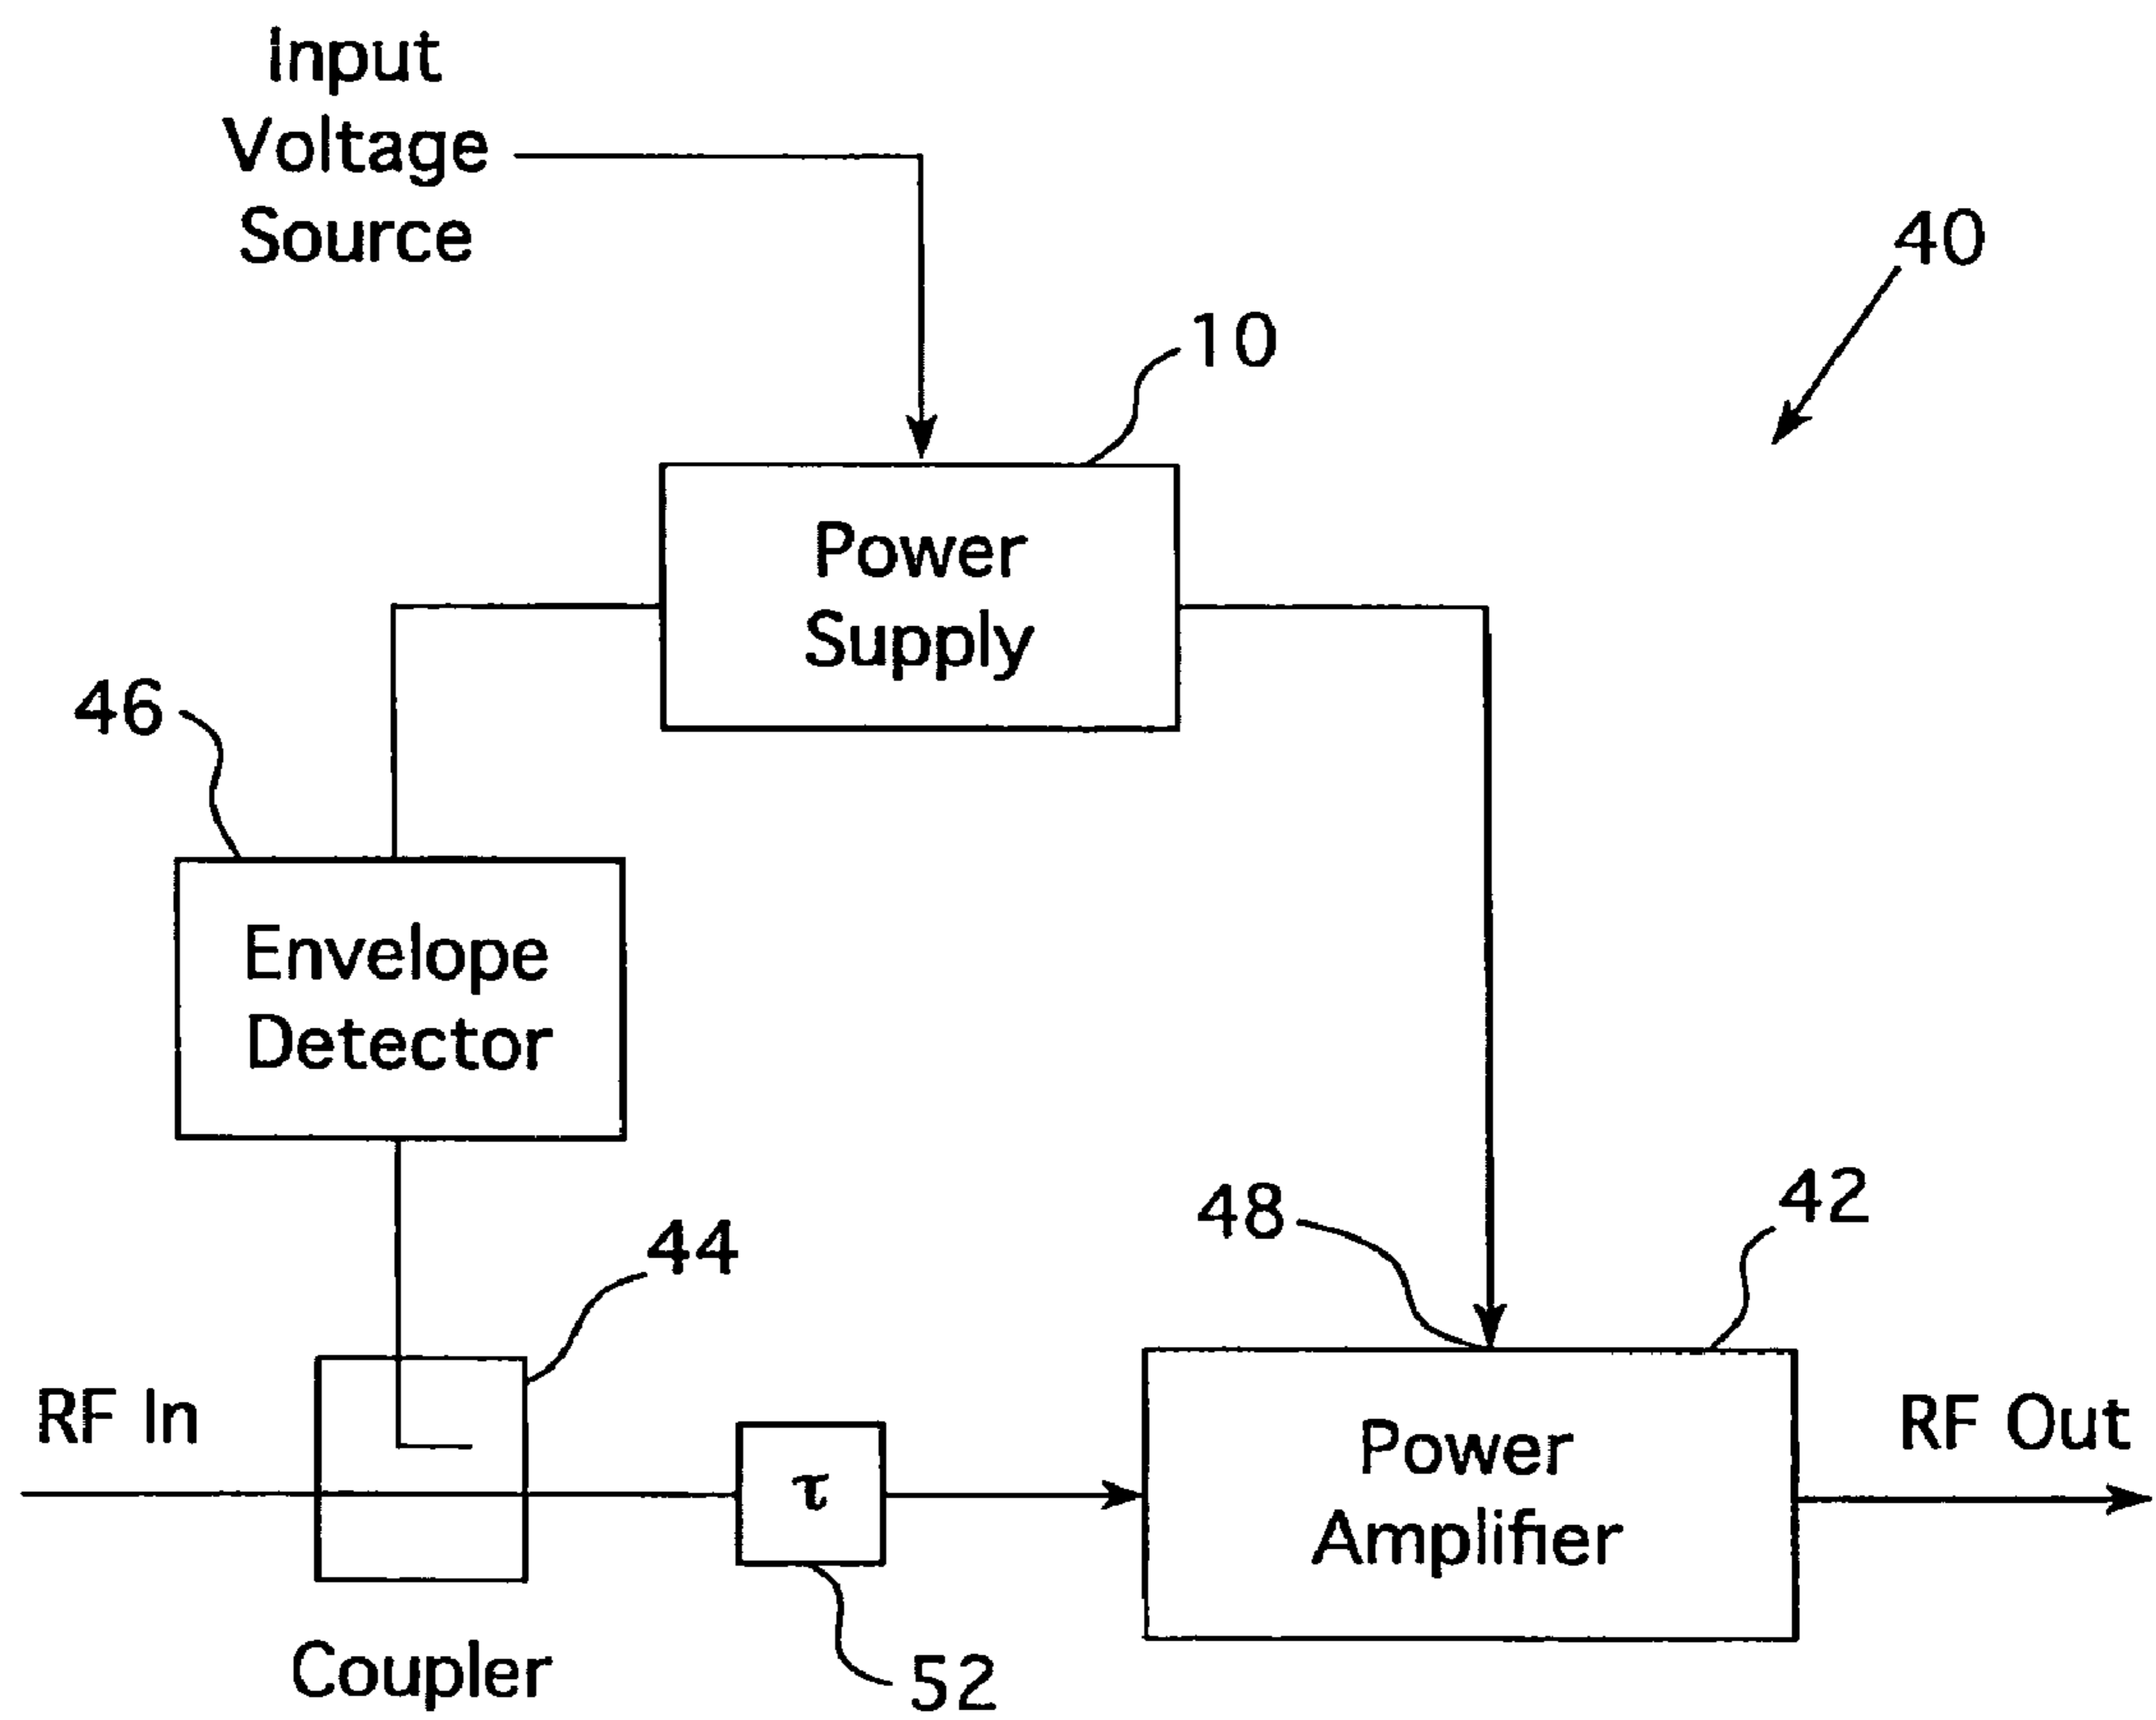 Input
Voltage
Source
40
10
Power
Supply
46
Envelope
Detector
44
48
42
RF In
τ
Power
Amplifier
RF Out
Coupler
52